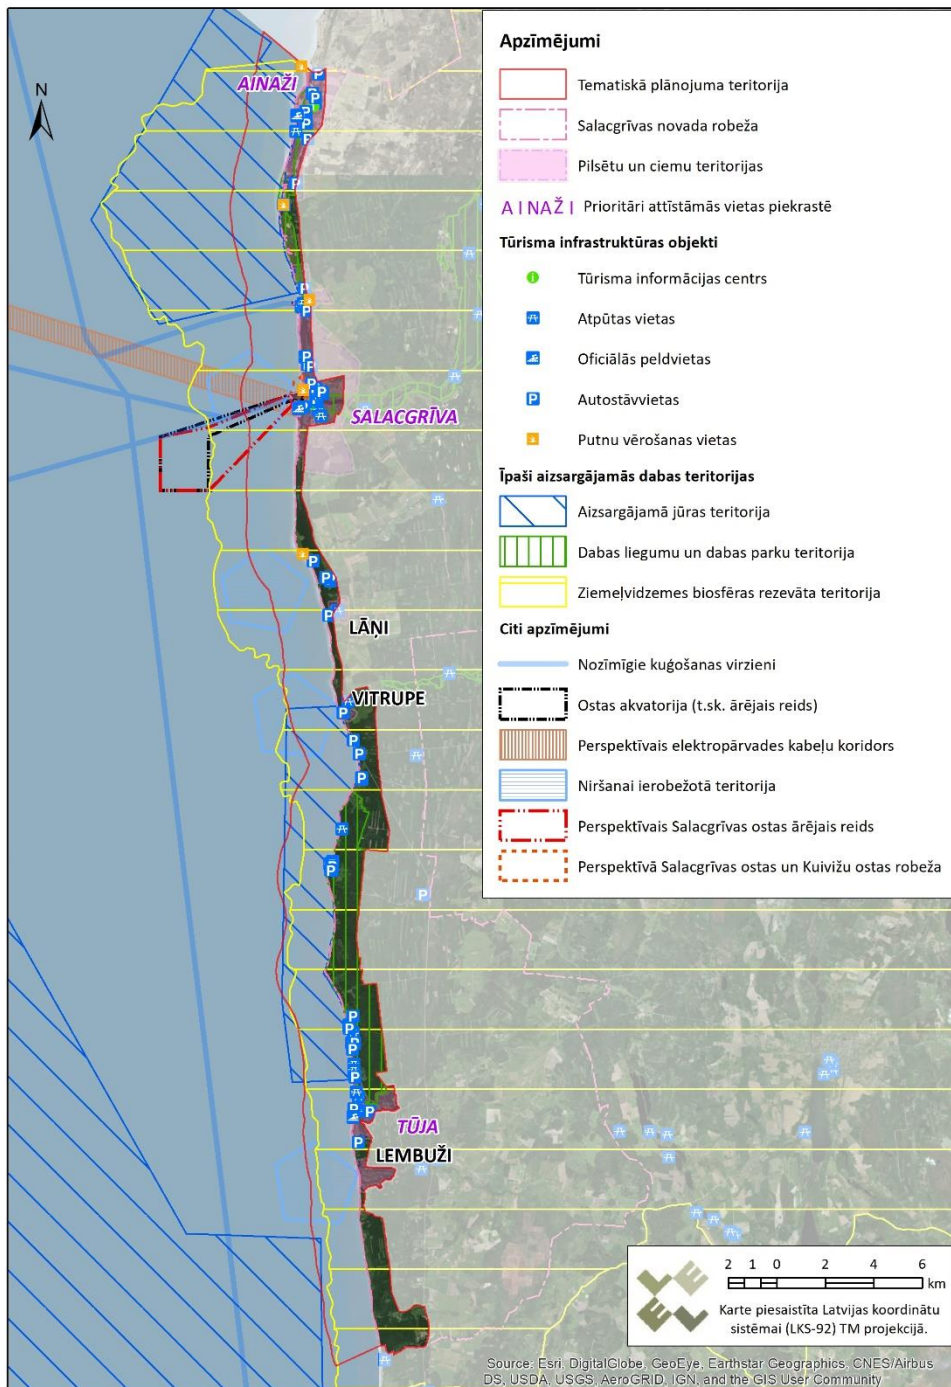 Apzīmējumi
Tematiskā plānojuma teritorija
Salacgrīvas novada robeža
Pilsētu un ciemu teritorijas
AINAŽI Prioritāri attīstāmās vietas piekrastē
Tūrisma infrastruktūras objekti
Tūrisma informācijas centrs
Atpūtas vietas
Oficiālās peldvietas
P Autostāvvietas
Putnu vērošanas vietas
Īpaši aizsargājamās dabas teritorijas
Aizsargājamā jūras teritorija
Dabas liegumu un dabas parku teritorija
Ziemeļvidzemes biosfēras rezevāta teritorija
Citi apzīmējumi
Nozīmīgie kuģošanas virzieni
Ostas akvatorija (t.sk. ārējais reids)
Perspektīvais elektropārvades kabeļu koridors
Niršanai ierobežotā teritorija
Perspektīvais Salacgrīvas ostas ārējais reids
Perspektīvā Salacgrīvas ostas un Kuivižu ostas robeža
N
AINAŽI
SALACGRĪVA
LĀŅI
VITRUPE
TŪJA
LEMBUŽI
2 1 0 2 4 6
km
Karte piesaistīta Latvijas koordinātu
sistēmai (LKS-92) TM projekcijā.
Source: Esri, DigitalGlobe, GeoEye, Earthstar Geographics, CNES/Airbus
DS, USDA, USGS, AeroGRID, IGN, and the GIS User Community